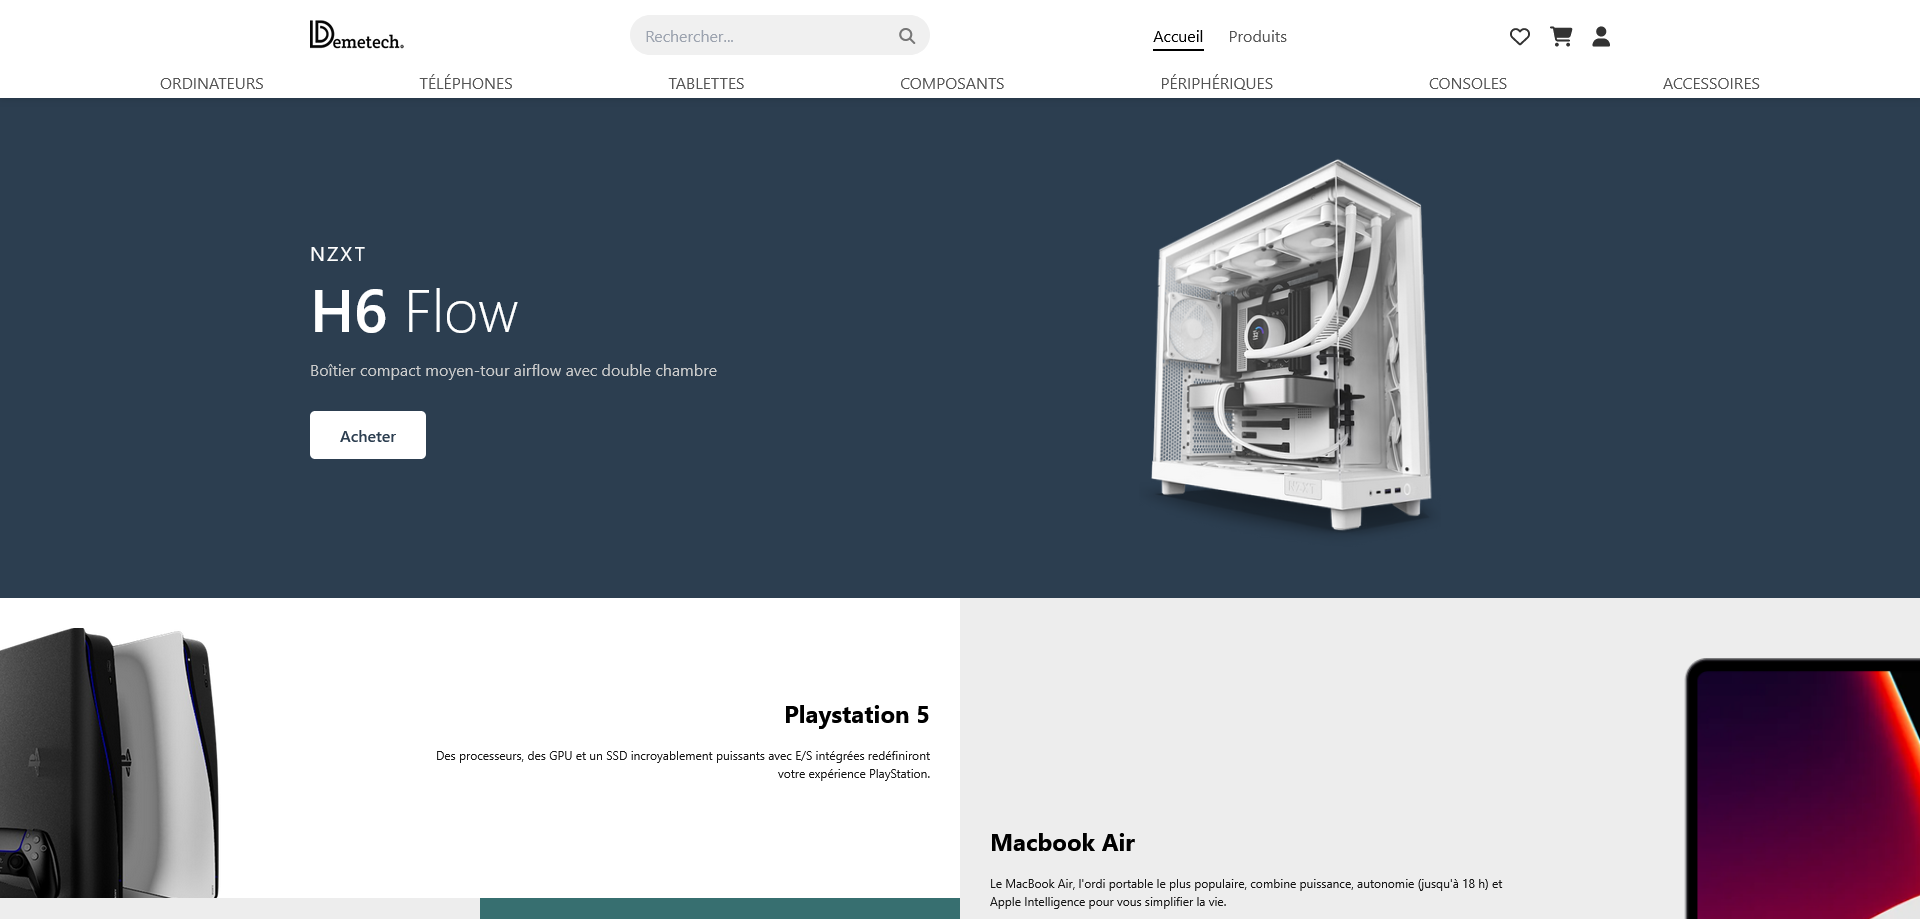 Demetech.
Rechercher...
Accueil
Produits
ORDINATEURS
TÉLÉPHONES
TABLETTES
COMPOSANTS
PÉRIPHÉRIQUES
CONSOLES
ACCESSOIRES
NZXT
H6 Flow
Boîtier compact moyen-tour airflow avec double chambre
Acheter
NZXT
Playstation 5
Des processeurs, des GPU et un SSD incroyablement puissants avec E/S intégrées redéfiniront
votre expérience PlayStation.
Macbook Air
Le MacBook Air, l'ordi portable le plus populaire, combine puissance, autonomie (jusqu'à 18 h) et
Apple Intelligence pour vous simplifier la vie.